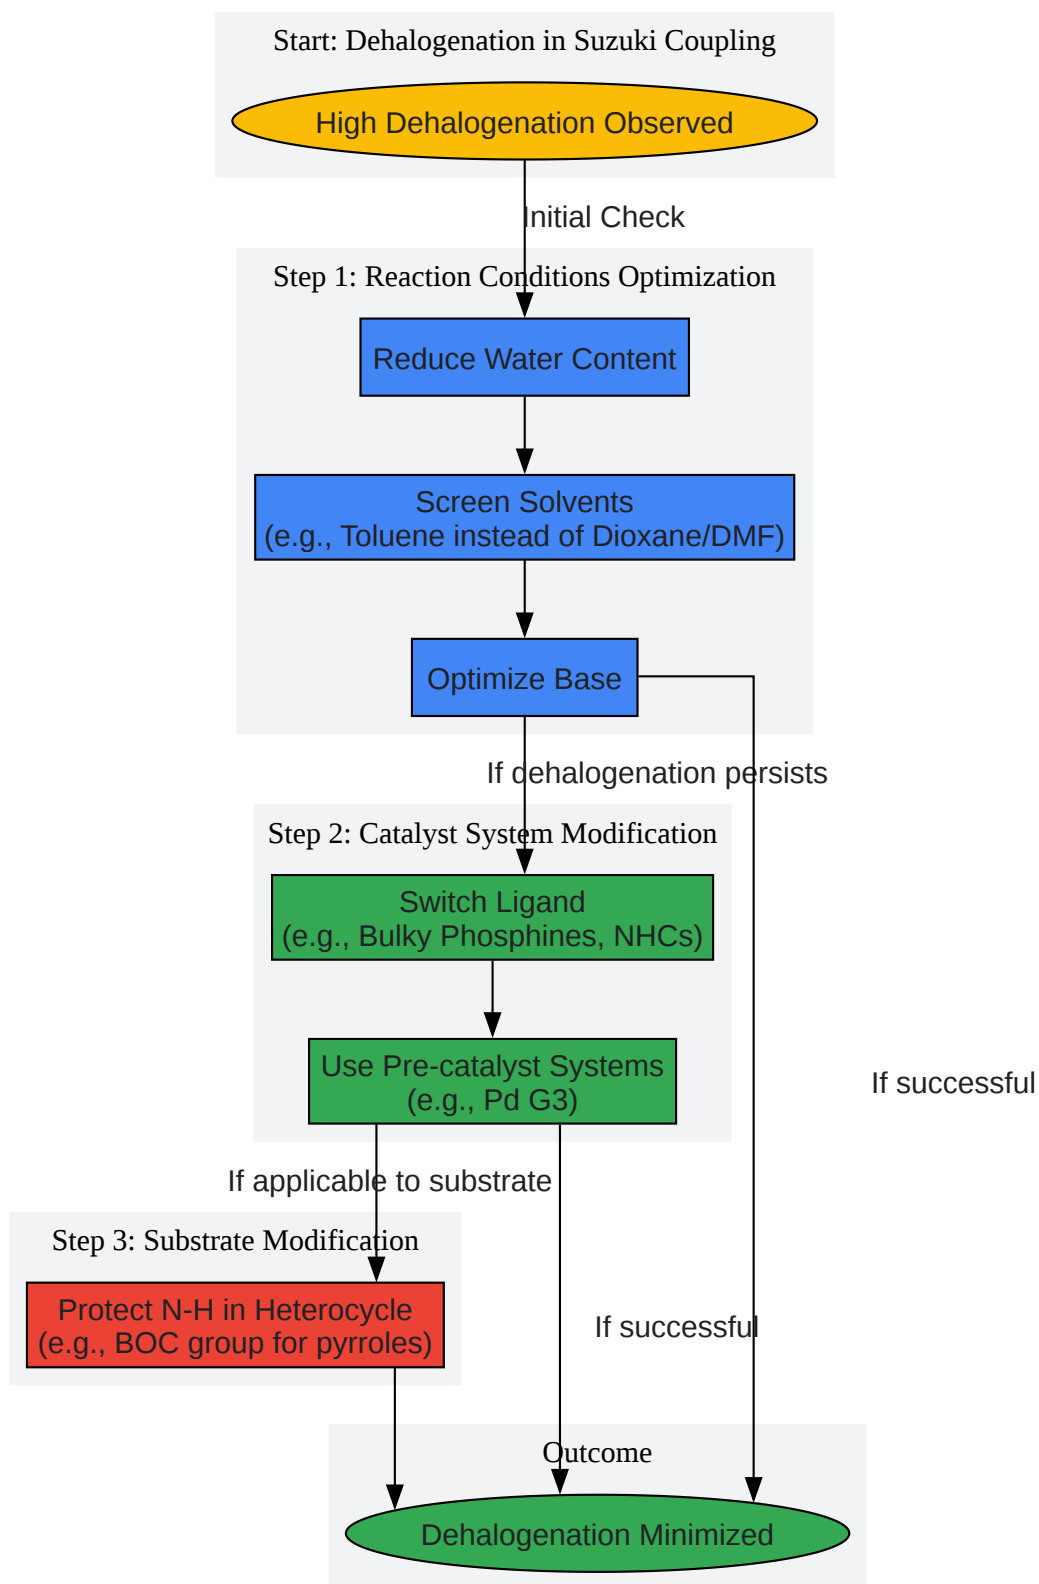 Start: Dehalogenation in Suzuki Coupling
High Dehalogenation Observed
Initial Check
Step 1: Reaction Conditions Optimization
Reduce Water Content
Screen Solvents
(e.g., Toluene instead of Dioxane/DMF)
Optimize Base
If dehalogenation persists
Step 2: Catalyst System Modification
Switch Ligand
(e.g., Bulky Phosphines, NHCs)
Use Pre-catalyst Systems
(e.g., Pd G3)
If successful
If applicable to substrate
Step 3: Substrate Modification
Protect N-H in Heterocycle
(e.g., BOC group for pyrroles)
If successful
Outcome
Dehalogenation Minimized